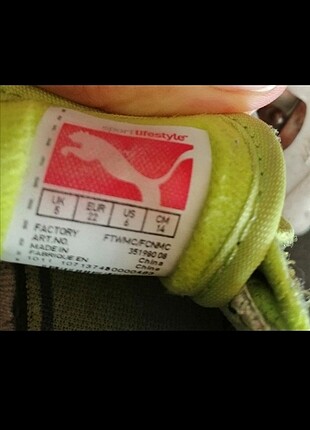 sportlifestyle
UK EUR US CM
5 22 6 14
FACTORY FTWMC/FCNMC
ART.NO. 351980 08
MADE IN China
FABRIQUE EN China